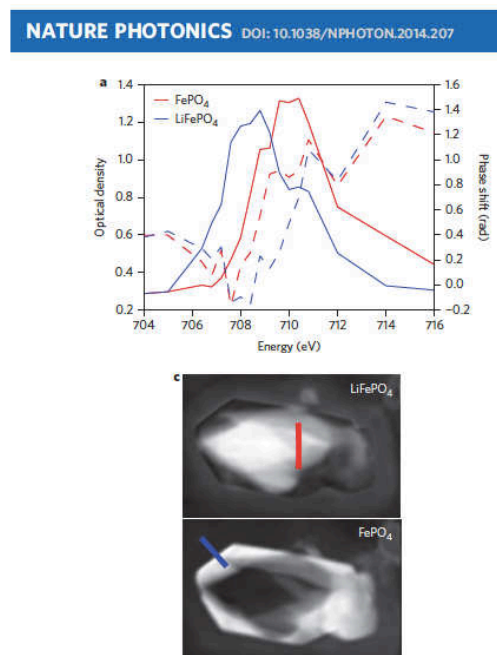 NATURE PHOTONICS DOI: 10.1038/NPHOTON.2014.207
a
1.4
1.2
1.0
0.8
0.6
0.4
0.2
Optical density
FePO4
LiFePO4
1.6
1.4
1.2
1.0
0.8
0.6
0.4
0.2
0.0
−0.2
Phase shift (rad)
704 706 708 710 712 714 716
Energy (eV)
c
LiFePO4
FePO4